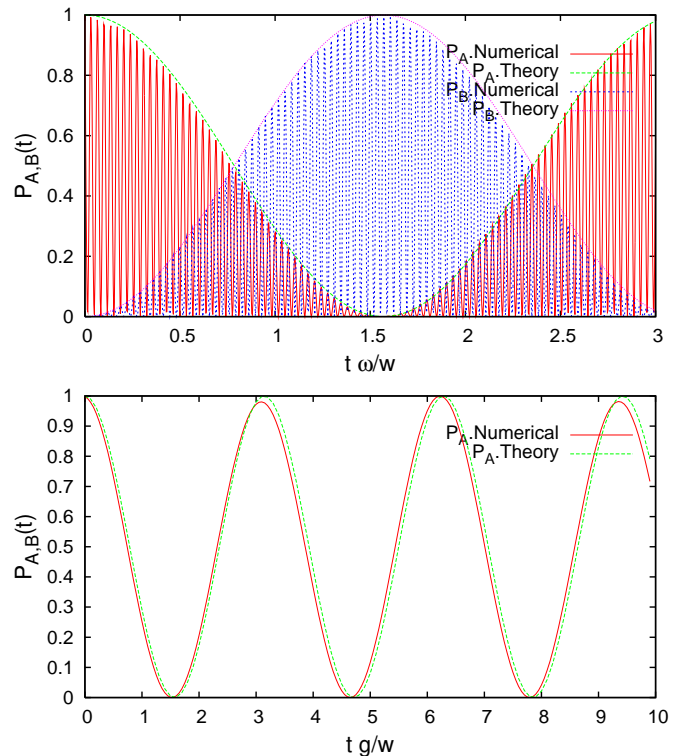 1
0.8
0.6
0.4
0.2
0
P_A,B(t)
P_A.Numerical
P_A.Theory
P_B.Numerical
P_B.Theory
0 0.5 1 1.5 2 2.5 3
t ω/w
1
0.9
0.8
0.7
0.6
0.5
0.4
0.3
0.2
0.1
0
P_A,B(t)
P_A.Numerical
P_A.Theory
0 1 2 3 4 5 6 7 8 9 10
t g/w